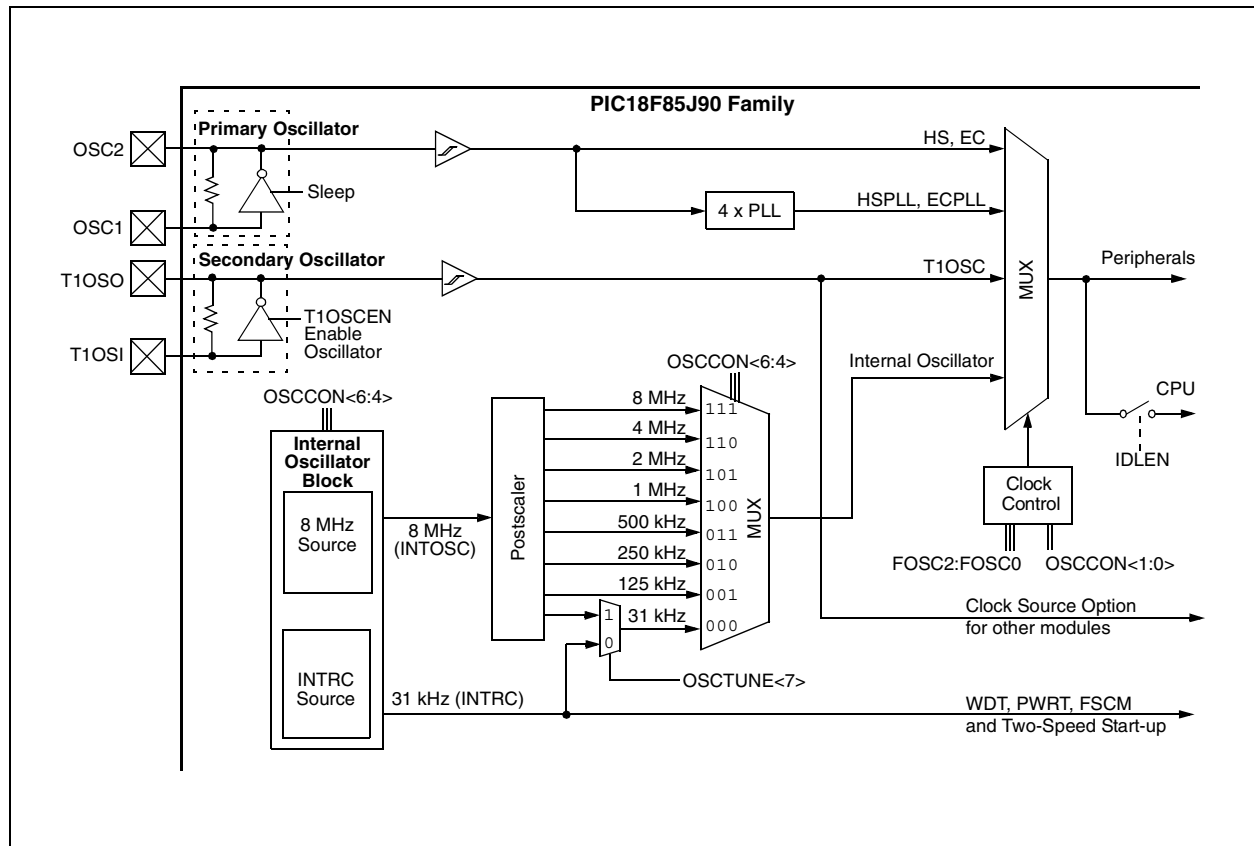 PIC18F85J90 Family
Primary Oscillator
OSC2
HS, EC
Sleep
4 x PLL
HSPLL, ECPLL
OSC1
Secondary Oscillator
T1OSO
T1OSC
MUX
Peripherals
T1OSCEN
Enable
Oscillator
T1OSI
OSCCON<6:4>
Internal Oscillator
CPU
IDLEN
OSCCON<6:4>
Internal
Oscillator
Block
8 MHz
Source
8 MHz
(INTOSC)
Postscaler
8 MHz
111
4 MHz
110
2 MHz
101
1 MHz
100
500 kHz
011
250 kHz
010
125 kHz
001
1
0
31 kHz
000
MUX
Clock
Control
FOSC2:FOSC0
OSCCON<1:0>
Clock Source Option
for other modules
OSCTUNE<7>
INTRC
Source
31 kHz (INTRC)
WDT, PWRT, FSCM
and Two-Speed Start-up